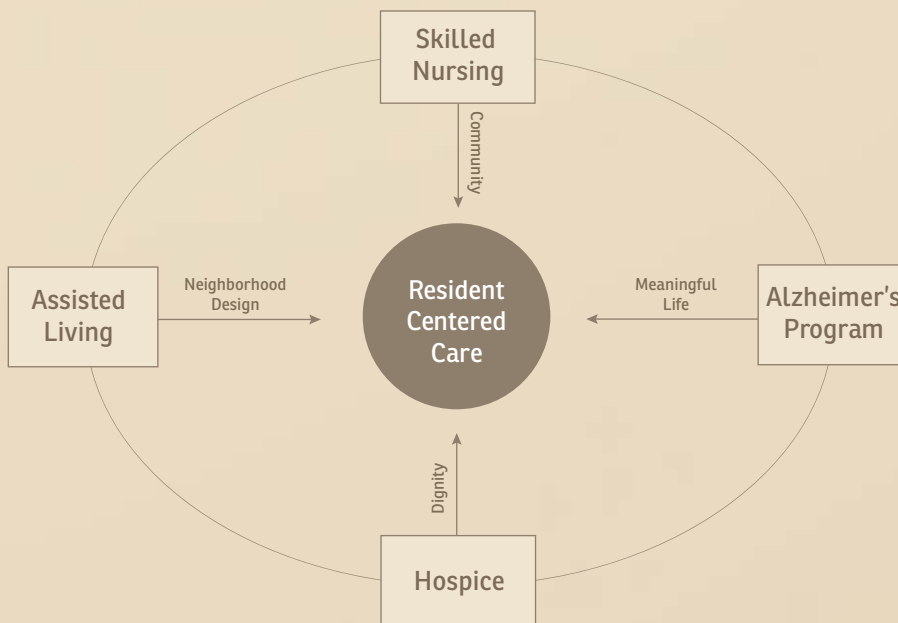 Skilled
Nursing
Community
Assisted
Living
Neighborhood
Design
Resident
Centered
Care
Meaningful
Life
Alzheimer's
Program
Dignity
Hospice